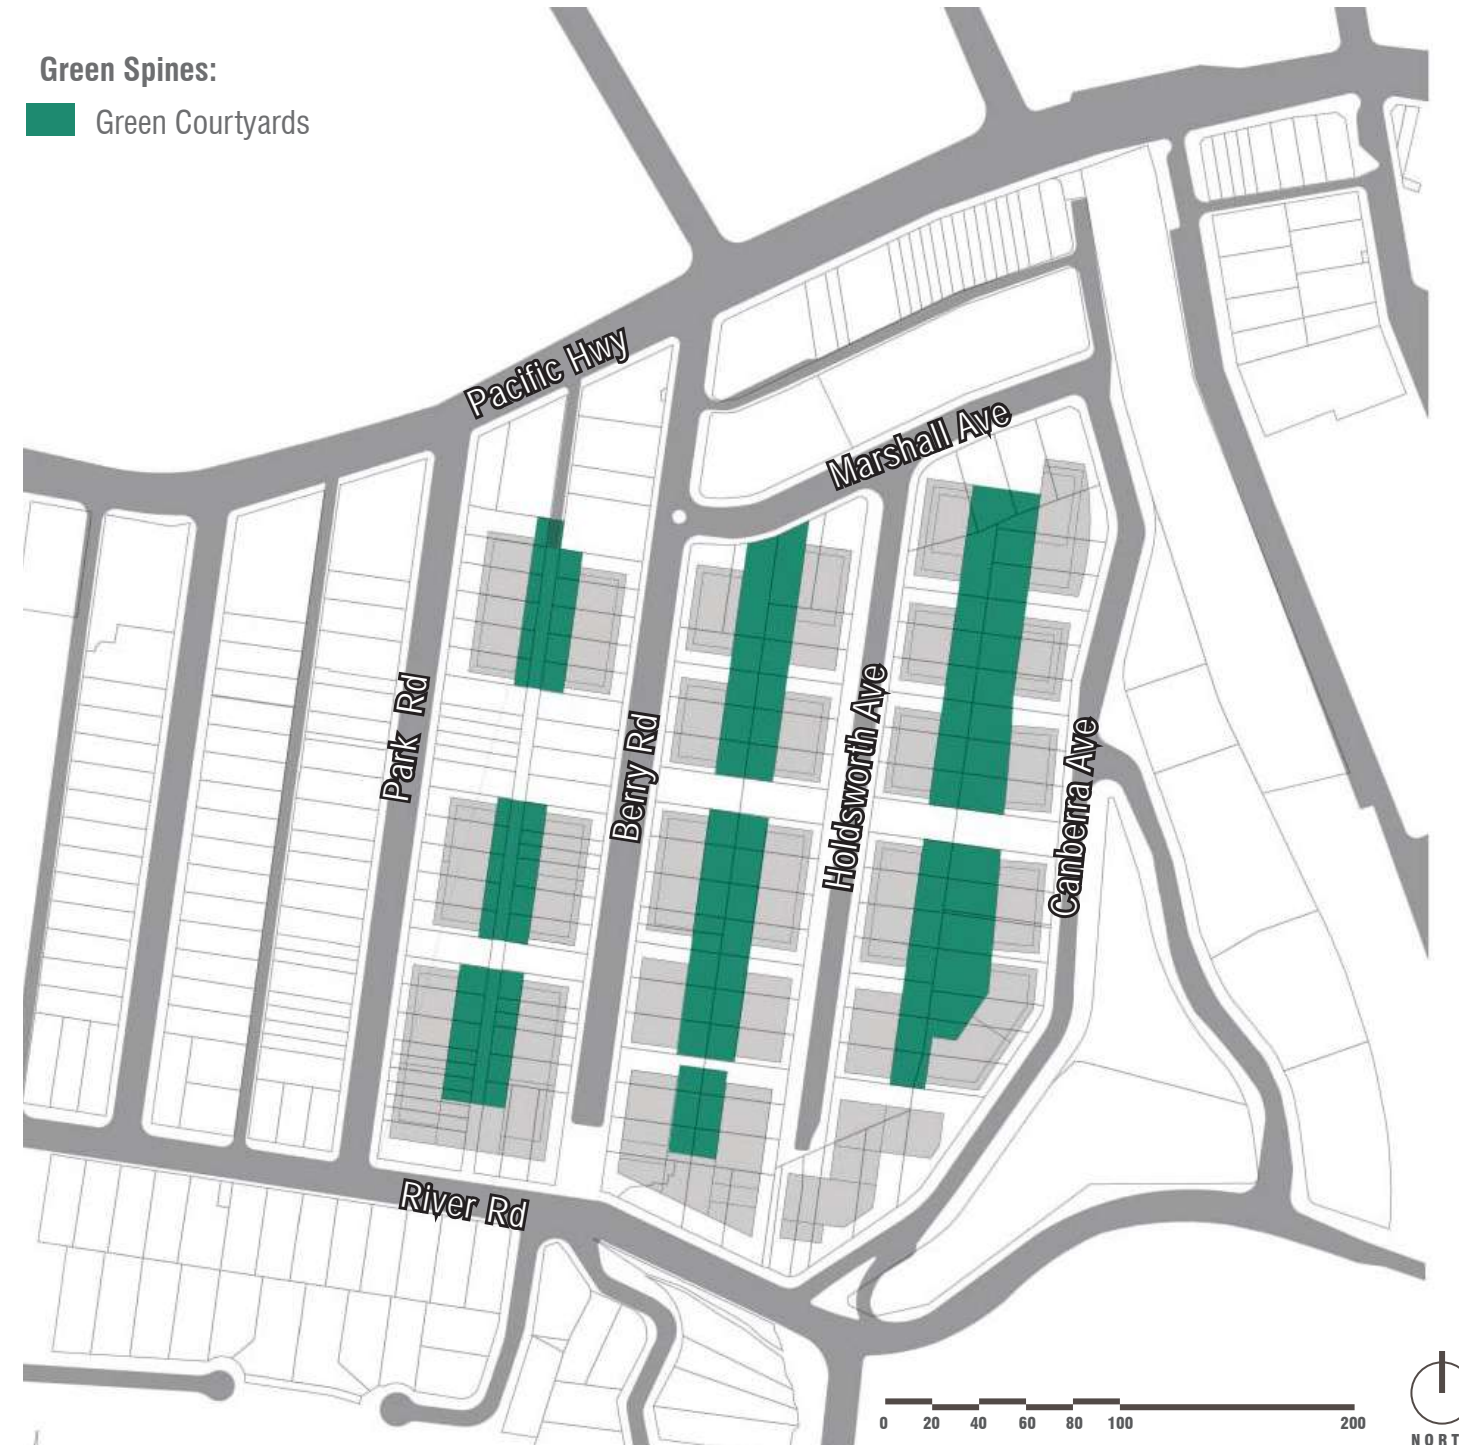 Green Spines:
Green Courtyards
Pacific Hwy
Marshall Ave
Park Rd
Berry Rd
Holdsworth Ave
Canberra Ave
River Rd
0 20 40 60 80 100 200
NORT